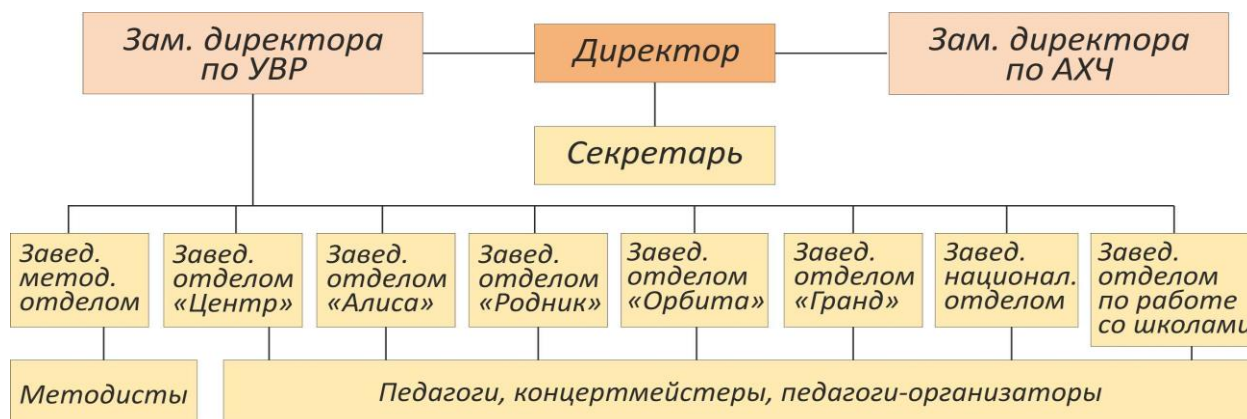 Зам. директора
по УВР
Директор
Зам. директора
по АХЧ
Секретарь
Завед.
метод.
отделом
Завед.
отделом
«Центр»
Завед.
отделом
«Алиса»
Завед.
отделом
«Родник»
Завед.
отделом
«Орбита»
Завед.
отделом
«Гранд»
Завед.
национал.
отделом
Завед.
отделом
по работе
со школами
Методисты
Педагоги, концертмейстеры, педагоги-организаторы